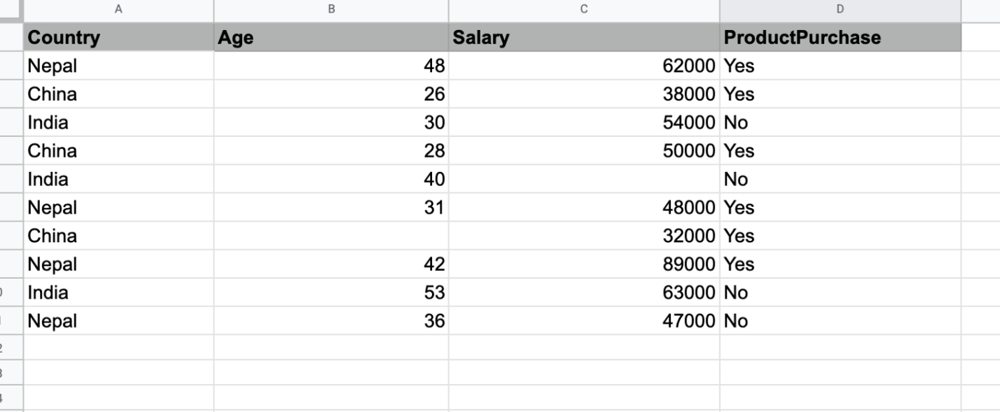 A B C D
Country Age Salary ProductPurchase
Nepal 48 62000 Yes
China 26 38000 Yes
India 30 54000 No
China 28 50000 Yes
India 40 No
Nepal 31 48000 Yes
China 32000 Yes
Nepal 42 89000 Yes
India 53 63000 No
Nepal 36 47000 No